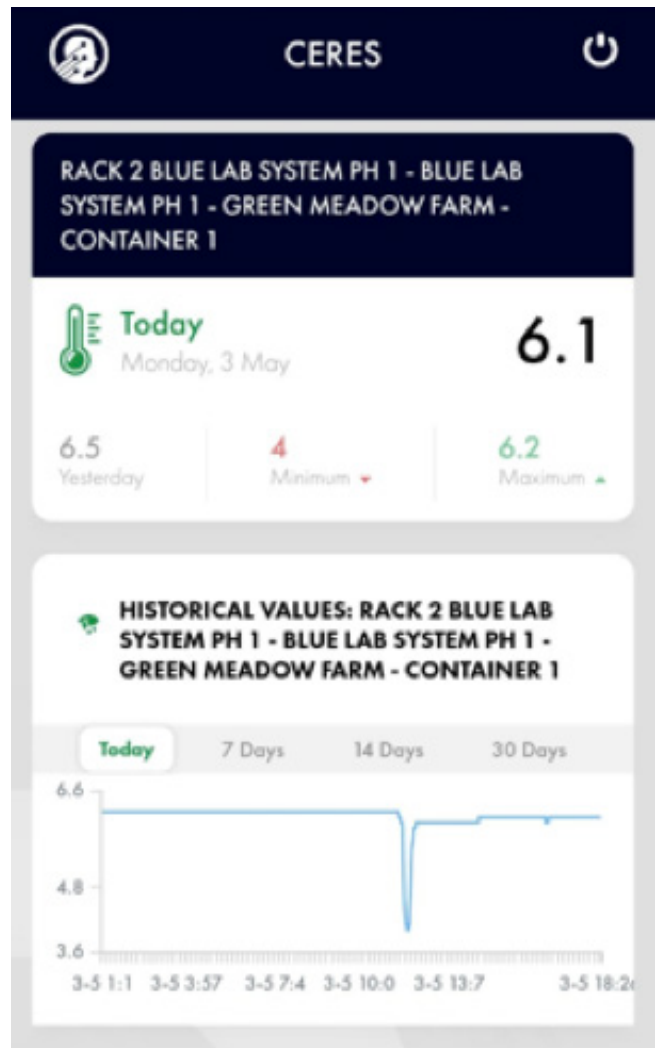 CERES
RACK 2 BLUE LAB SYSTEM PH 1 - BLUE LAB
SYSTEM PH 1 - GREEN MEADOW FARM -
CONTAINER 1
Today
Monday, 3 May
6.1
6.5
Yesterday
4
Minimum
6.2
Maximum
HISTORICAL VALUES: RACK 2 BLUE LAB
SYSTEM PH 1 - BLUE LAB SYSTEM PH 1 -
GREEN MEADOW FARM - CONTAINER 1
Today 7 Days 14 Days 30 Days
6.6
4.8
3.6
3-5 1:1 3-5 3:57 3-5 7:4 3-5 10:0 3-5 13:7 3-5 18:26